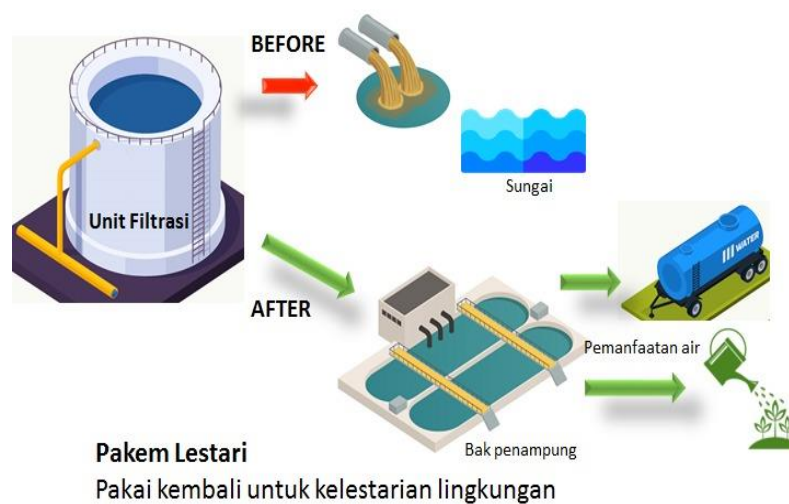 BEFORE
Unit Filtrasi
Sungai
AFTER
WATER
Pemanfaatan air
Bak penampung
Pakem Lestari
Pakai kembali untuk kelestarian lingkungan